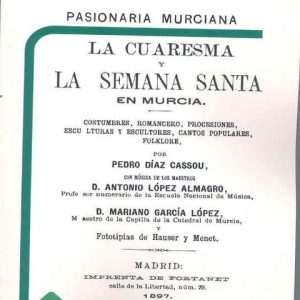 PASIONARIA MURCIANA
LA CUARESMA
Y
LA SEMANA SANTA
EN MURCIA.
COSTUMBRES, ROMANCERO, PROCESIONES,
ESCU LTURAS Y ESCULTORES, CANTOS POPULARES,
FOLKLORE,
POR
PEDRO DÍAZ CASSOU,
CON MÚSICA DE LOS MAESTROS
D. ANTONIO LÓPEZ ALMAGRO,
Profe sor numerario de la Escuela Nacional de Música,
Y
D. MARIANO GARCÍA LÓPEZ,
M aestro de la Capilla de la Catedral de Murcia,
Y
Fototipias de Hauser y Menet.
MADRID:
IMPRENTA DE FORTANET
calle de la Libertad, núm. 29.
1897.